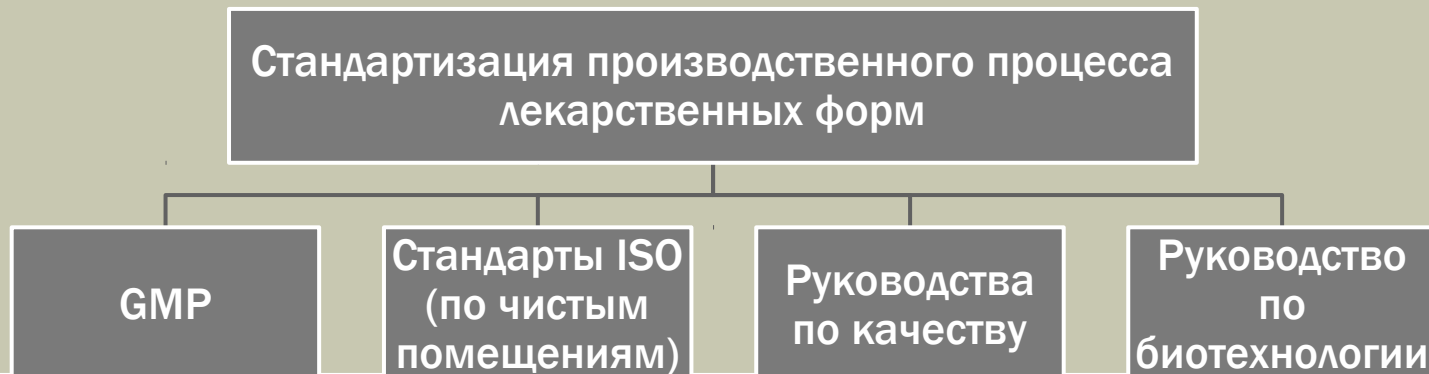 Стандартизация производственного процесса
лекарственных форм
GMP
Стандарты ISO
(по чистым
помещениям)
Руководства
по качеству
Руководство
по
биотехнологии